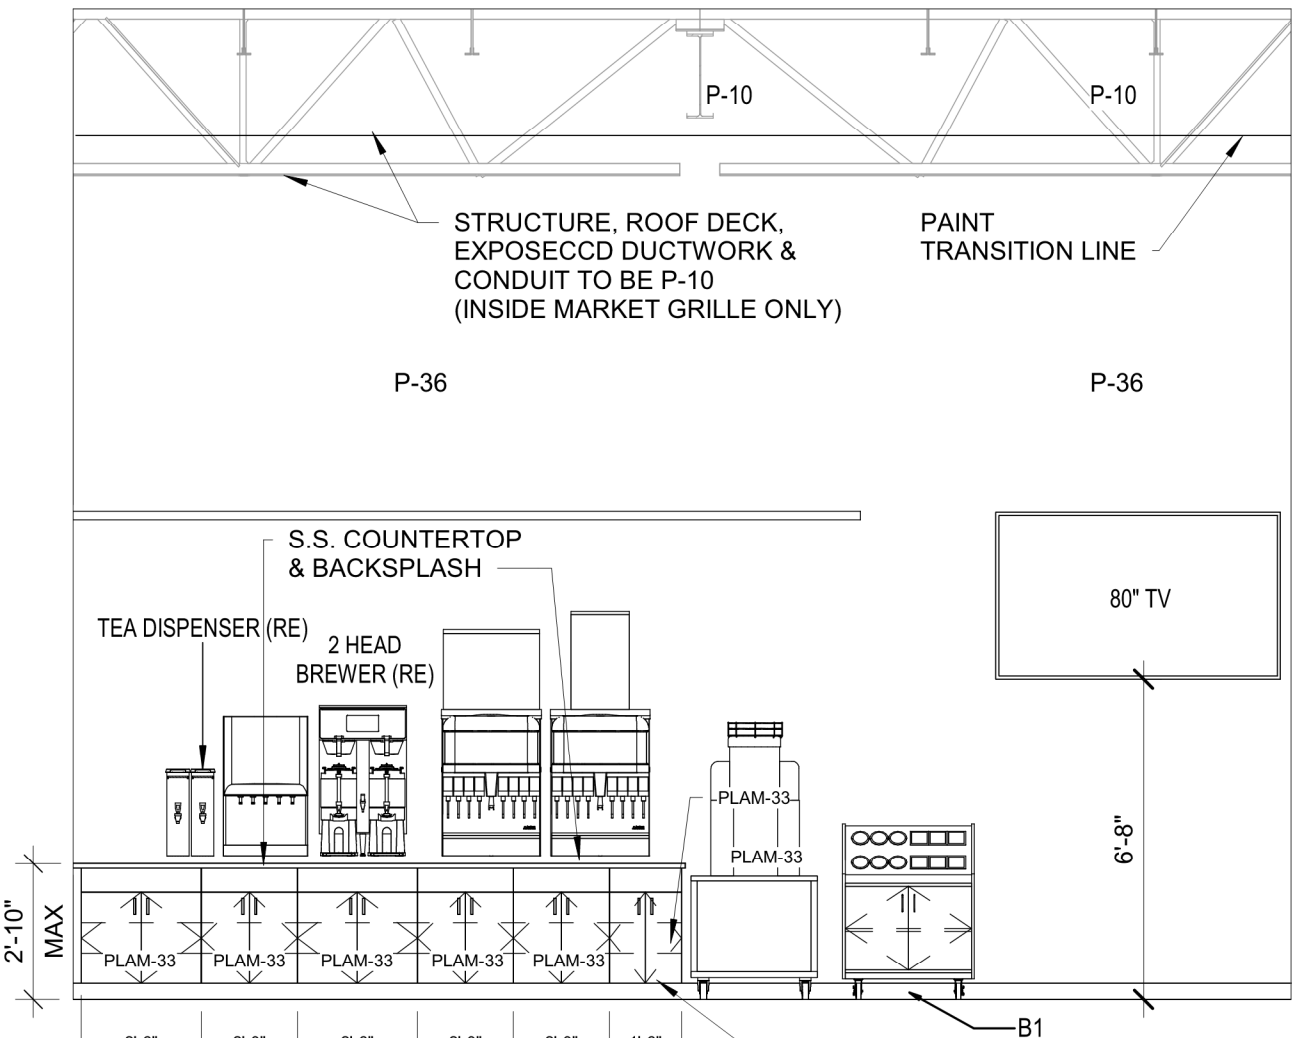 P-10
P-10
STRUCTURE, ROOF DECK,
EXPOSECCD DUCTWORK &
CONDUIT TO BE P-10
(INSIDE MARKET GRILLE ONLY)
PAINT
TRANSITION LINE
P-36
P-36
S.S. COUNTERTOP
& BACKSPLASH
80" TV
TEA DISPENSER (RE)
2 HEAD
BREWER (RE)
PLAM-33
PLAM-33
6'-8"
2'-10"
MAX
PLAM-33
PLAM-33
PLAM-33
PLAM-33
PLAM-33
B1